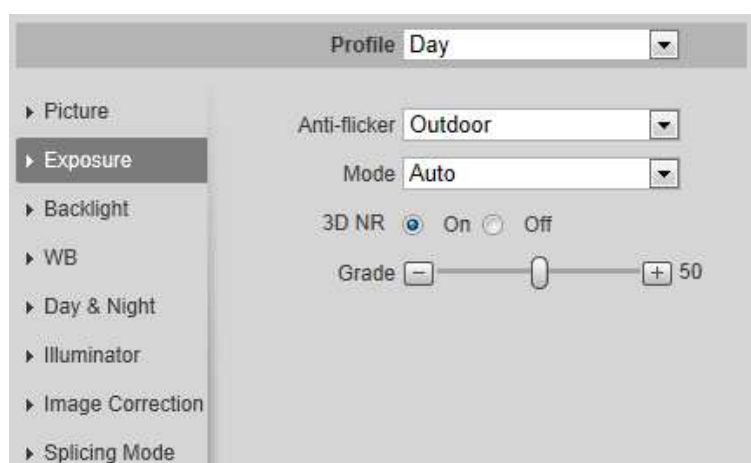 Profile Day
Picture
Anti-flicker Outdoor
Exposure
Mode Auto
Backlight
3D NR On Off
WB
Grade 50
Day & Night
Illuminator
Image Correction
Splicing Mode